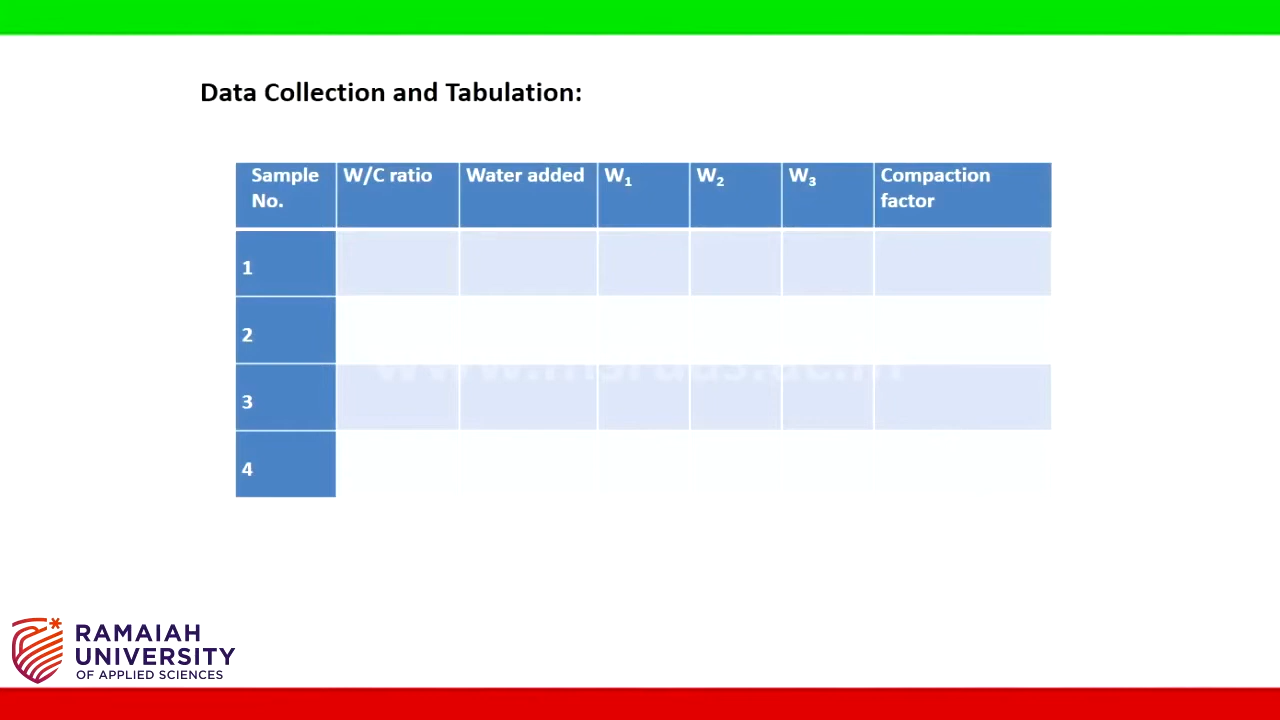 Data Collection and Tabulation:
Sample No. W/C ratio Water added W₁ W₂ W₃ Compaction factor
1
2
3
4
RAMAIAH
UNIVERSITY
OF APPLIED SCIENCES